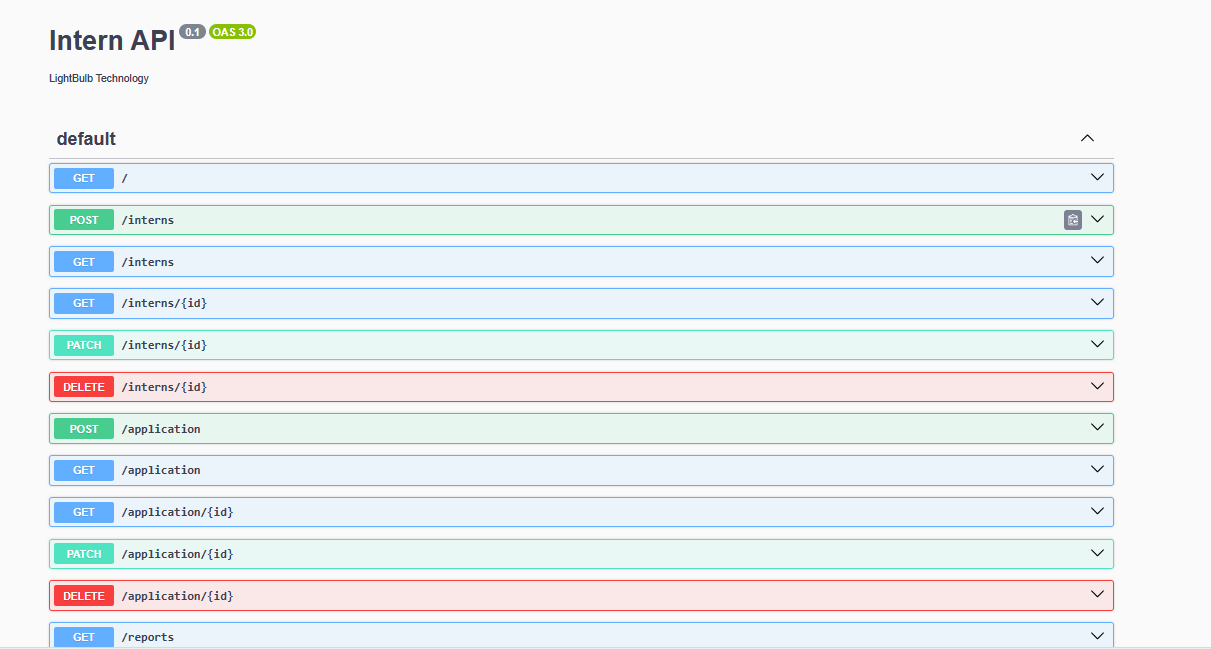 Intern API 0.1 OAS 3.0
LightBulb Technology
default
GET /
POST /interns
GET /interns
GET /interns/{id}
PATCH /interns/{id}
DELETE /interns/{id}
POST /application
GET /application
GET /application/{id}
PATCH /application/{id}
DELETE /application/{id}
GET /reports